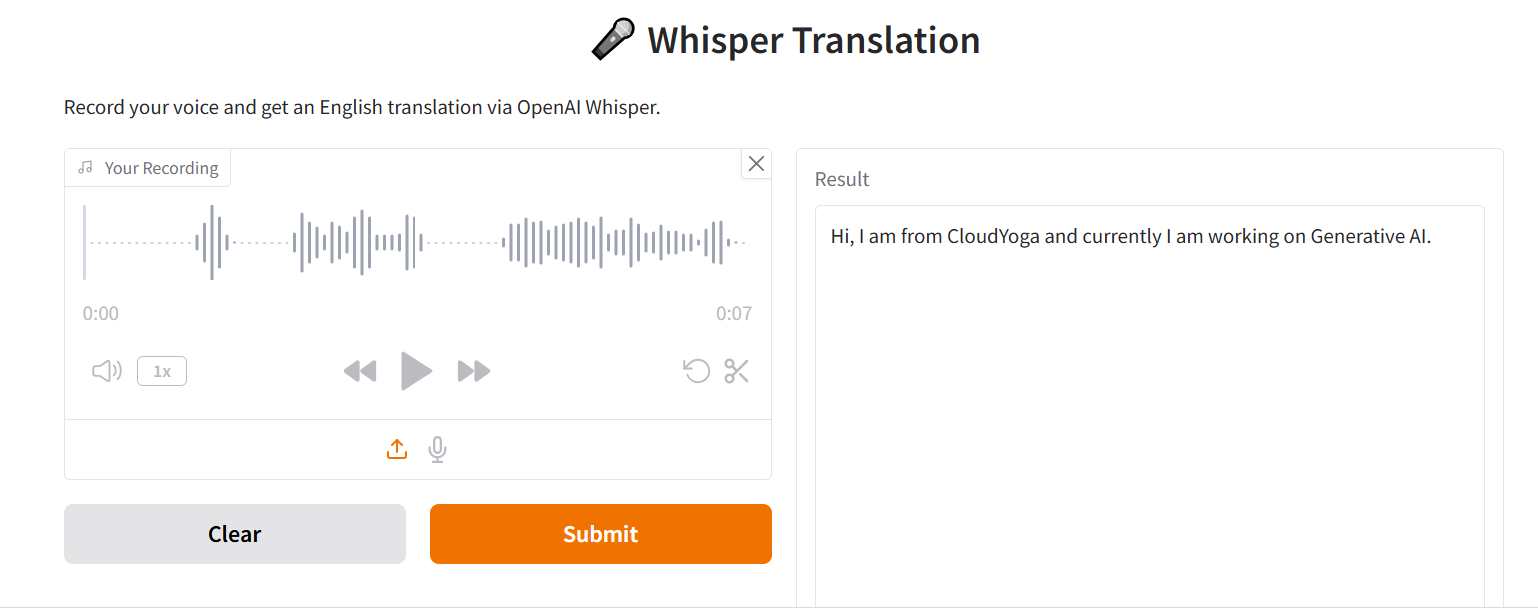 🎤 Whisper Translation
Record your voice and get an English translation via OpenAI Whisper.
Your Recording
0:00
0:07
1x
Clear
Submit
Result
Hi, I am from CloudYoga and currently I am working on Generative AI.